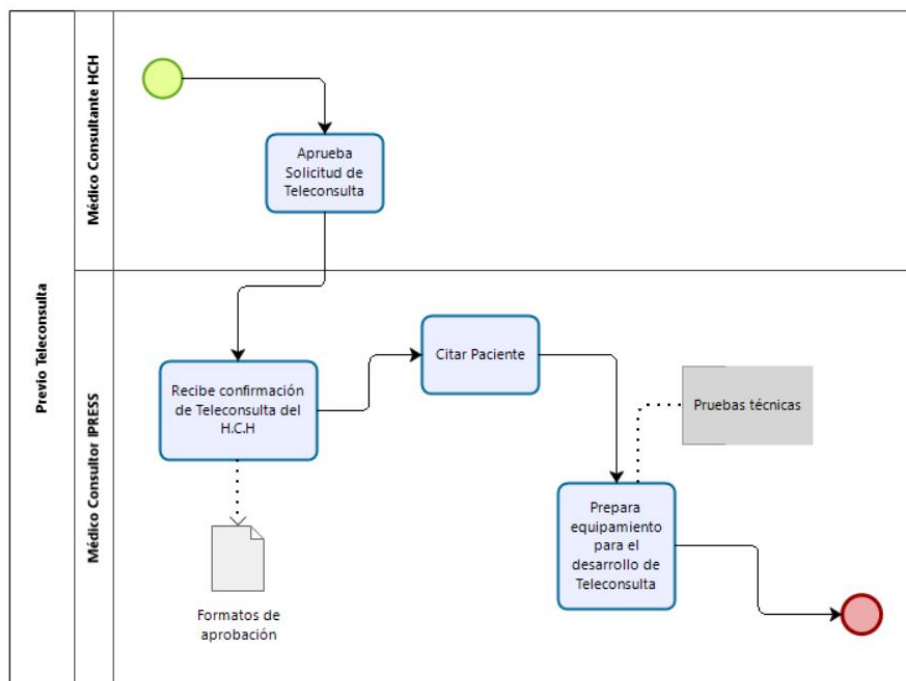 Previo Teleconsulta
Médico Consultante HCH
Aprueba
Solicitud de
Teleconsulta
Médico Consultor IPRESS
Recibe confirmación
de Teleconsulta del
H.C.H
Formatos de
aprobación
Citar Paciente
Pruebas técnicas
Prepara
equipamiento
para el
desarrollo de
Teleconsulta